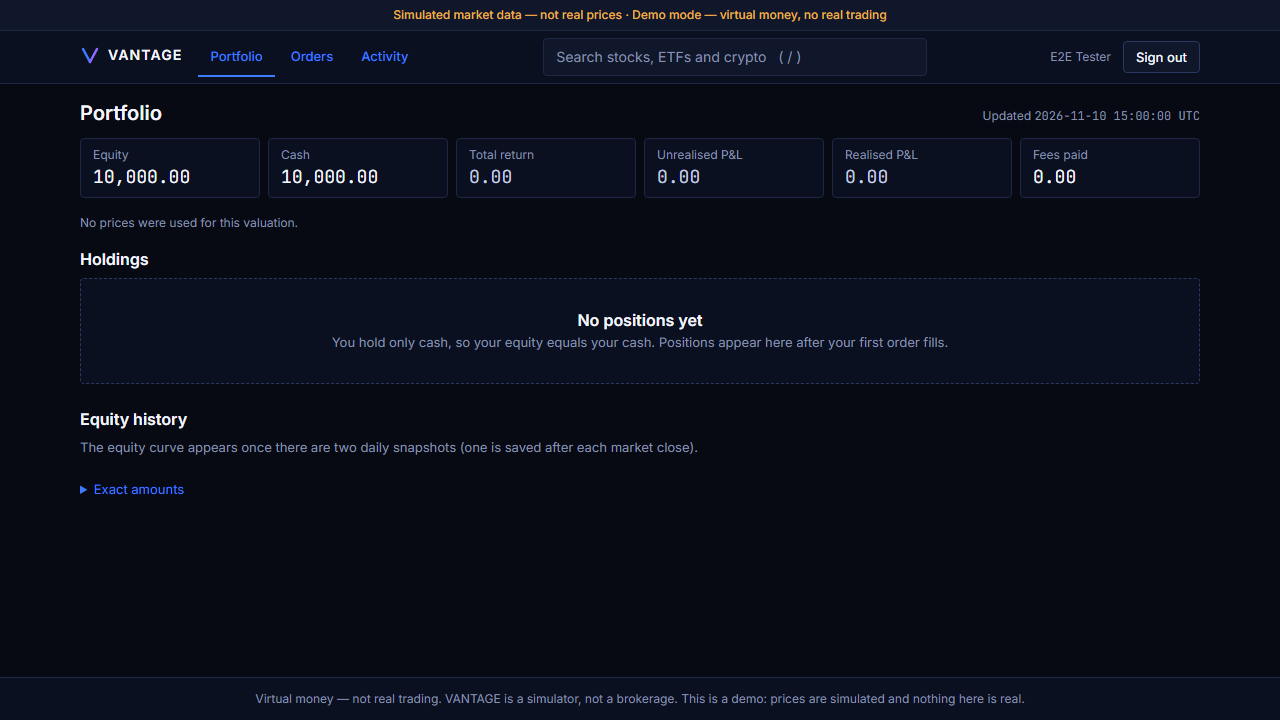 Simulated market data — not real prices · Demo mode — virtual money, no real trading
VANTAGE Portfolio Orders Activity Search stocks, ETFs and crypto ( / ) E2E Tester Sign out
Portfolio Updated 2026-11-10 15:00:00 UTC
Equity Cash Total return Unrealised P&L Realised P&L Fees paid
10,000.00 10,000.00 0.00 0.00 0.00 0.00
No prices were used for this valuation.
Holdings
No positions yet
You hold only cash, so your equity equals your cash. Positions appear here after your first order fills.
Equity history
The equity curve appears once there are two daily snapshots (one is saved after each market close).
Exact amounts
Virtual money — not real trading. VANTAGE is a simulator, not a brokerage. This is a demo: prices are simulated and nothing here is real.